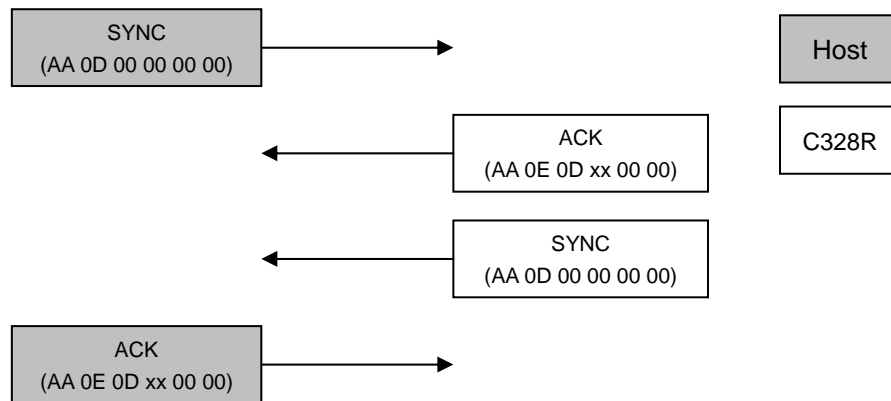 SYNC
(AA 0D 00 00 00 00)
Host
ACK
(AA 0E 0D xx 00 00)
C328R
SYNC
(AA 0D 00 00 00 00)
ACK
(AA 0E 0D xx 00 00)